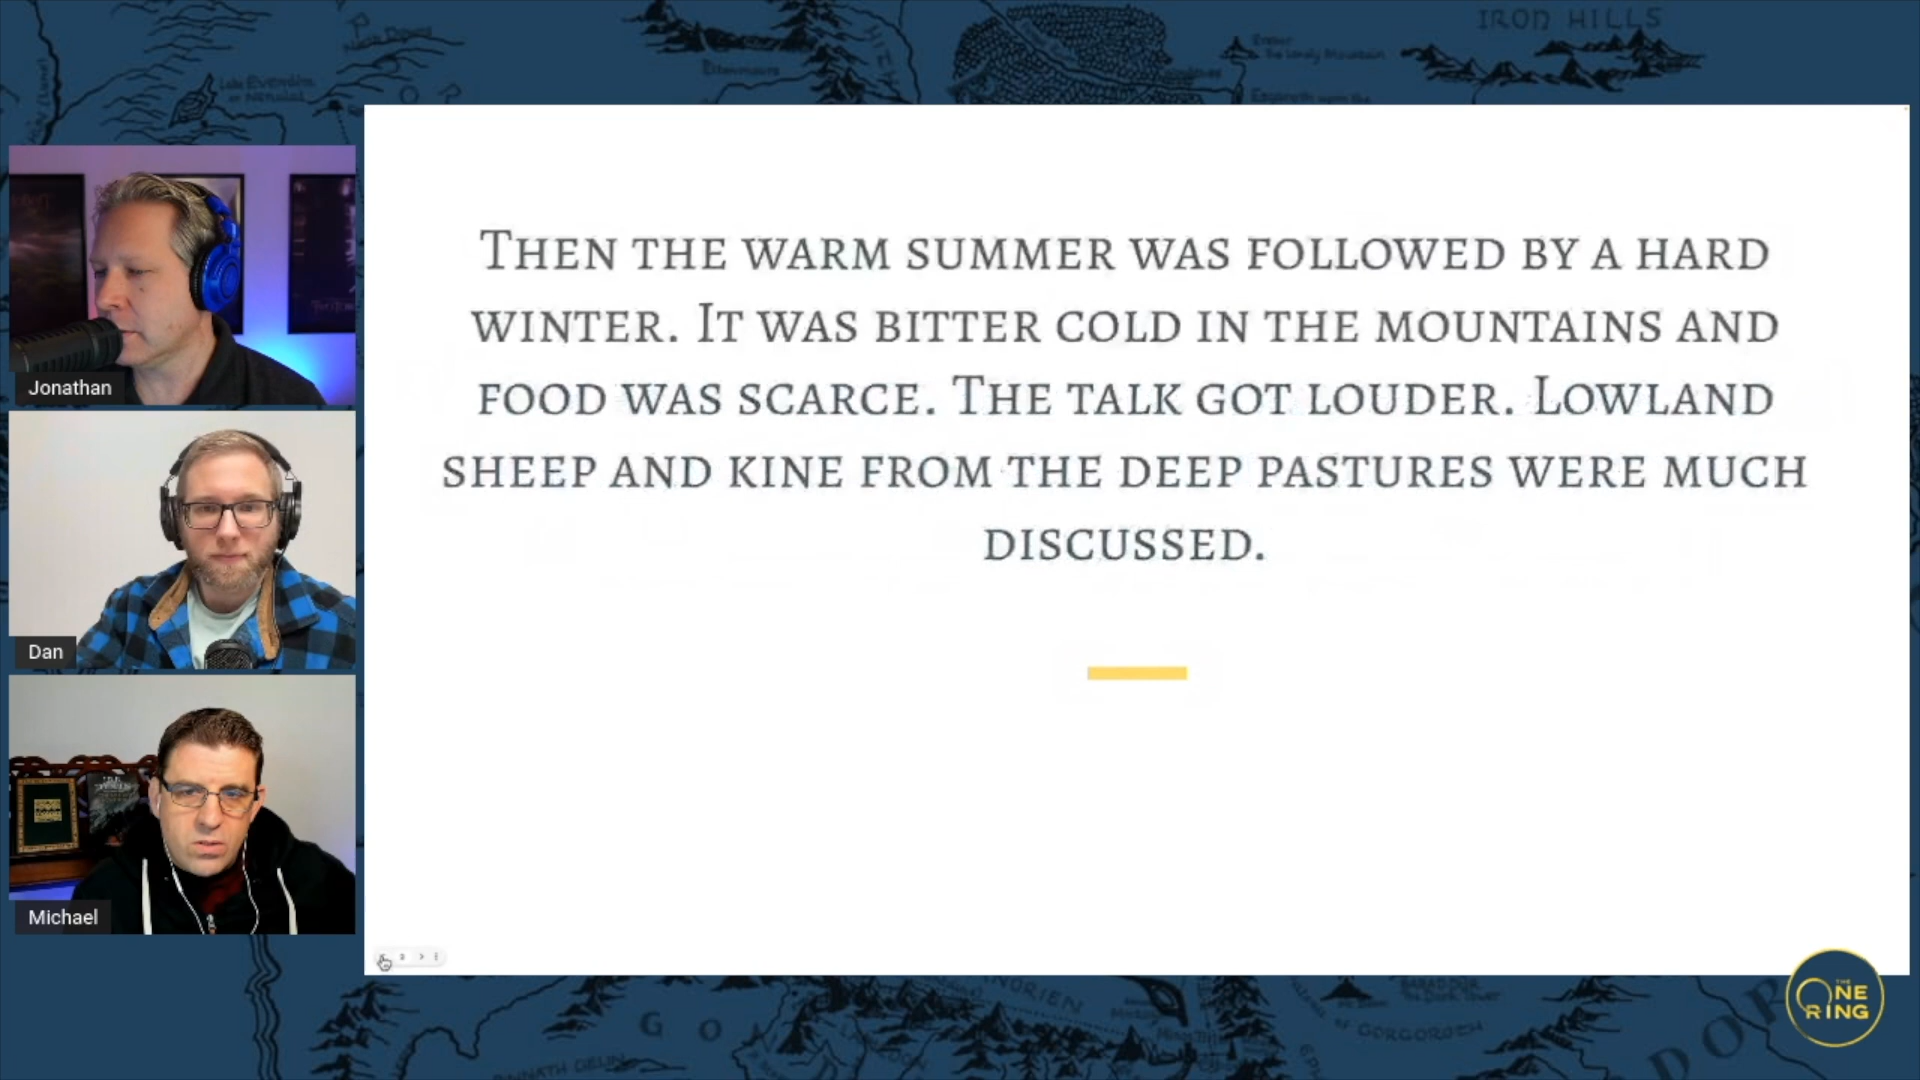 IRON HILLS
THEN THE WARM SUMMER WAS FOLLOWED BY A HARD
WINTER. IT WAS BITTER COLD IN THE MOUNTAINS AND
FOOD WAS SCARCE. THE TALK GOT LOUDER. LOWLAND
SHEEP AND KINE FROM THE DEEP PASTURES WERE MUCH
DISCUSSED.
Jonathan
Dan
Michael
THE
ONE
RING
GORGOROTH